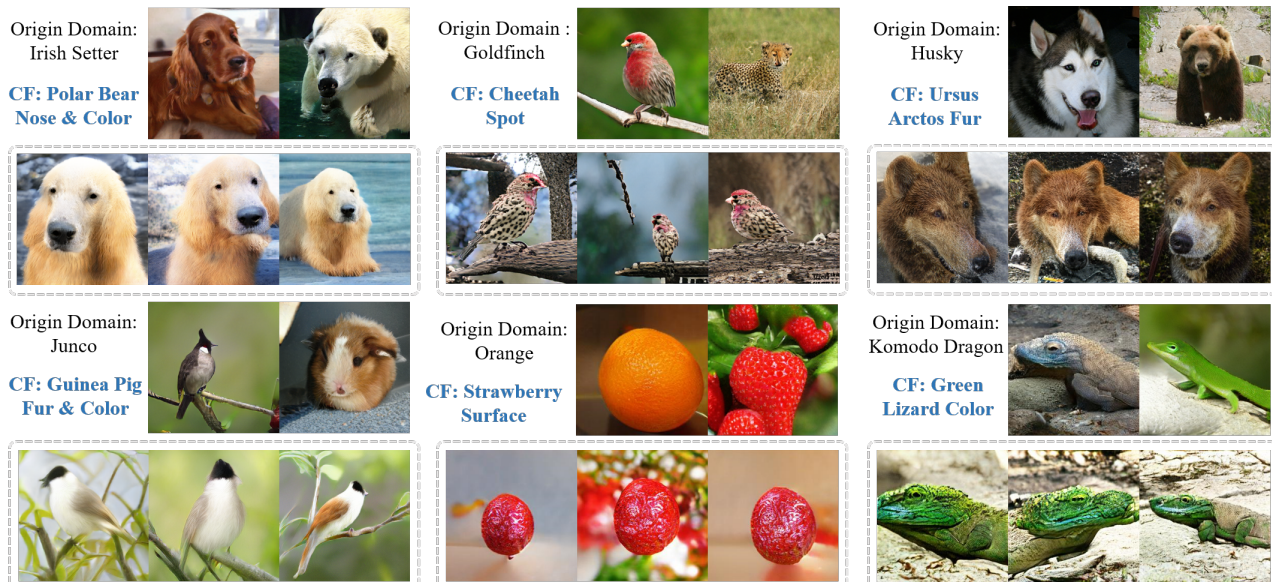 Origin Domain:
Irish Setter
CF: Polar Bear
Nose & Color
Origin Domain :
Goldfinch
CF: Cheetah
Spot
Origin Domain:
Husky
CF: Ursus
Arctos Fur
Origin Domain:
Junco
CF: Guinea Pig
Fur & Color
Origin Domain:
Orange
CF: Strawberry
Surface
Origin Domain:
Komodo Dragon
CF: Green
Lizard Color